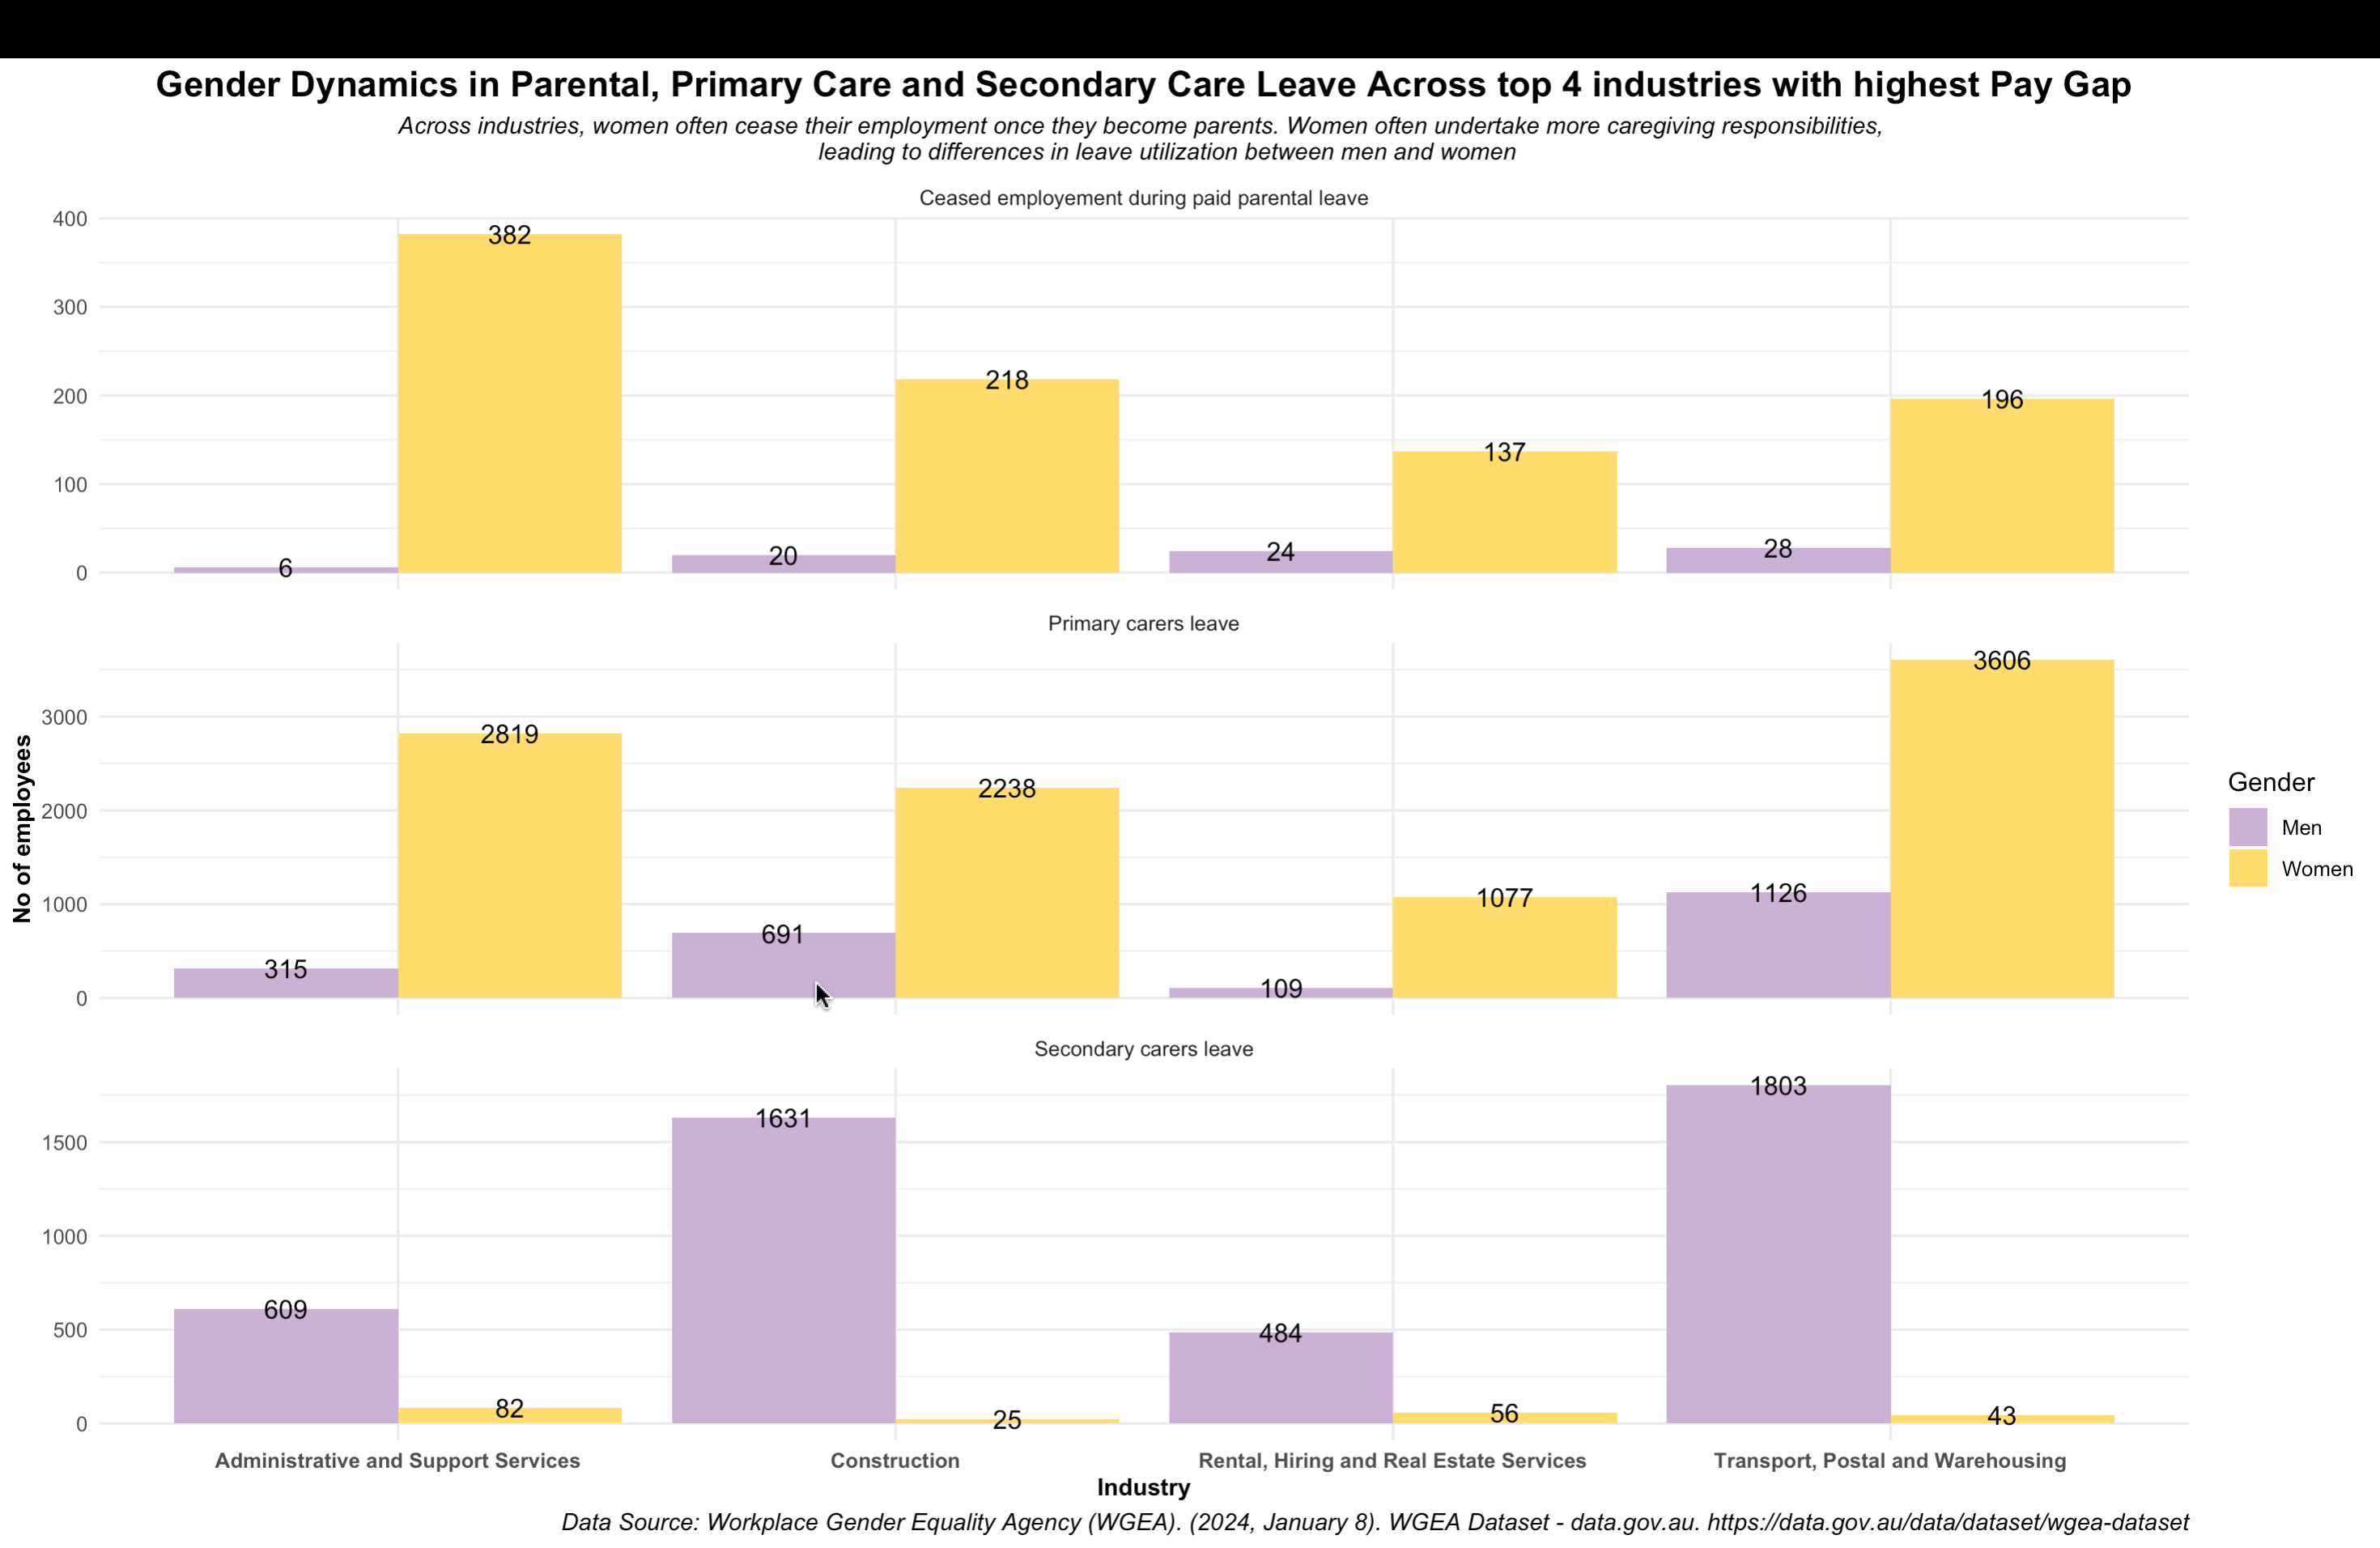 Gender Dynamics in Parental, Primary Care and Secondary Care Leave Across top 4 industries with highest Pay Gap
Across industries, women often cease their employment once they become parents. Women often undertake more caregiving responsibilities,
leading to differences in leave utilization between men and women
Ceased employement during paid parental leave
400
300
200
100
0
6
382
20
218
24
137
28
196
Primary carers leave
3000
2000
1000
0
315
2819
691
2238
109
1077
1126
3606
Secondary carers leave
1500
1000
500
0
609
82
1631
25
484
56
1803
43
No of employees
Administrative and Support Services
Construction
Rental, Hiring and Real Estate Services
Transport, Postal and Warehousing
Industry
Gender
Men
Women
Data Source: Workplace Gender Equality Agency (WGEA). (2024, January 8). WGEA Dataset - data.gov.au. https://data.gov.au/data/dataset/wgea-dataset